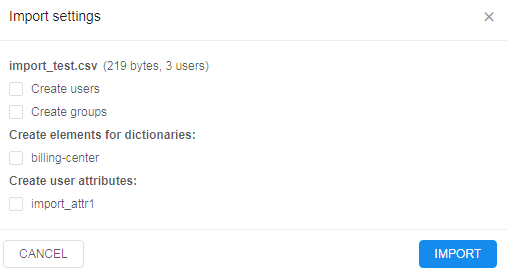 Import settings
import_test.csv (219 bytes, 3 users)
Create users
Create groups
Create elements for dictionaries:
billing-center
Create user attributes:
import_attr1
CANCEL IMPORT